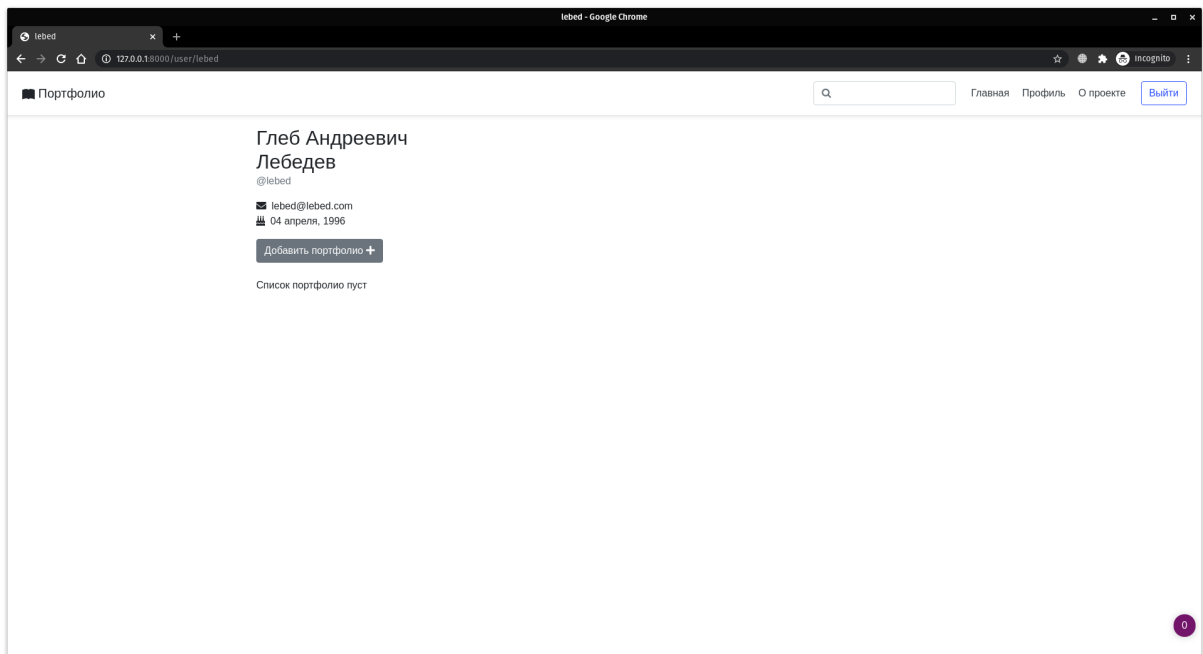 lebed - Google Chrome
lebed
127.0.0.1:8000/user/lebed
Incognito
Портфолио
Главная Профиль О проекте Выйти
Глеб Андреевич
Лебедев
@lebed
lebed@lebed.com
04 апреля, 1996
Добавить портфолио
Список портфолио пуст
0